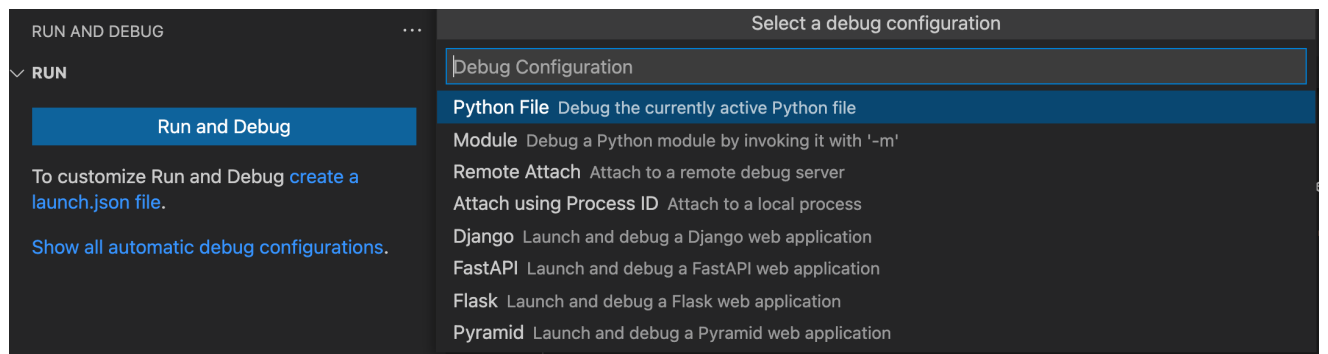 RUN AND DEBUG
···
RUN
Run and Debug
To customize Run and Debug create a
launch.json file.
Show all automatic debug configurations.
Select a debug configuration
Debug Configuration
Python File Debug the currently active Python file
Module Debug a Python module by invoking it with '-m'
Remote Attach Attach to a remote debug server
Attach using Process ID Attach to a local process
Django Launch and debug a Django web application
FastAPI Launch and debug a FastAPI web application
Flask Launch and debug a Flask web application
Pyramid Launch and debug a Pyramid web application